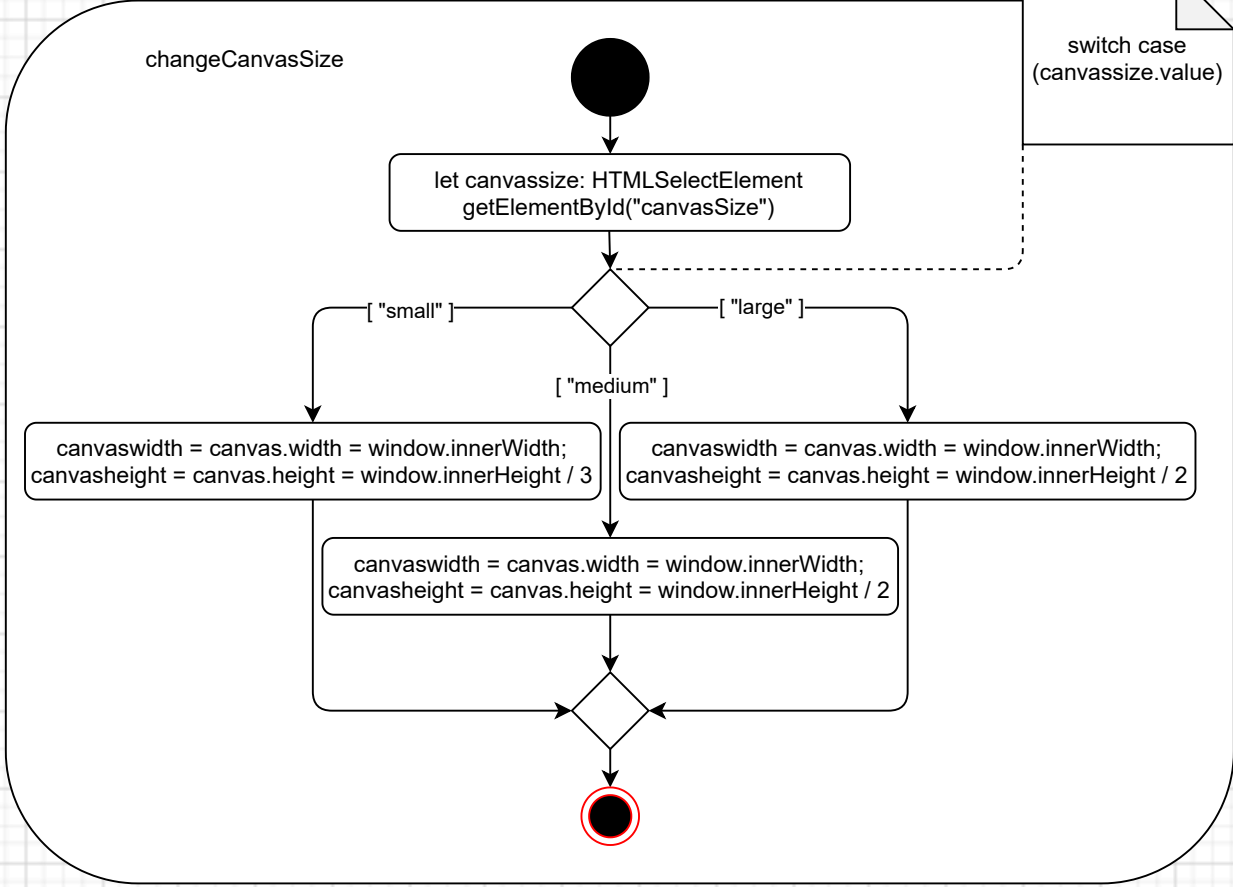 changeCanvasSize
switch case
(canvassize.value)
let canvassize: HTMLSelectElement
getElementById("canvasSize")
[ "small" ]
[ "large" ]
[ "medium" ]
canvaswidth = canvas.width = window.innerWidth;
canvasheight = canvas.height = window.innerHeight / 3
canvaswidth = canvas.width = window.innerWidth;
canvasheight = canvas.height = window.innerHeight / 2
canvaswidth = canvas.width = window.innerWidth;
canvasheight = canvas.height = window.innerHeight / 2